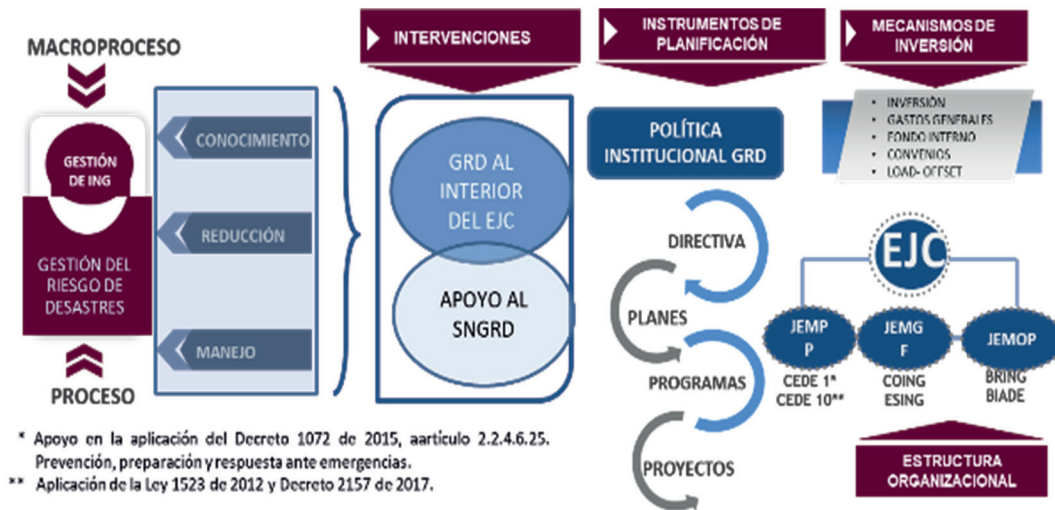 MACROPROCESO
GESTIÓN
DE ING
GESTIÓN DEL
RIESGO DE
DESASTRES
PROCESO
CONOCIMIENTO
REDUCCIÓN
MANEJO
INTERVENCIONES
GRD AL
INTERIOR
DEL EJC
APOYO AL
SNGRD
INSTRUMENTOS DE
PLANIFICACIÓN
POLÍTICA
INSTITUCIONAL GRD
DIRECTIVA
PLANES
PROGRAMAS
PROYECTOS
MECANISMOS DE
INVERSIÓN
• INVERSIÓN
• GASTOS GENERALES
• FONDO INTERNO
• CONVENIOS
• LOAD- OFFSET
EJC
JEMP
P
CEDE 1*
CEDE 10**
JEMG
F
COING
ESING
JEMOP
BRING
BIADE
ESTRUCTURA
ORGANIZACIONAL
* Apoyo en la aplicación del Decreto 1072 de 2015, aartículo 2.2.4.6.25.
Prevención, preparación y respuesta ante emergencias.
** Aplicación de la Ley 1523 de 2012 y Decreto 2157 de 2017.